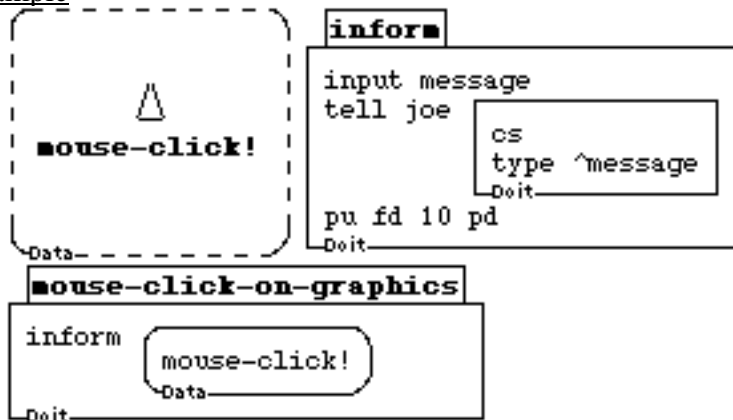 mouse-click!
Data
inform
input message
tell joe
cs
type ^message
Doit
pu fd 10 pd
Doit
mouse-click-on-graphics
inform
mouse-click!
Data
Doit